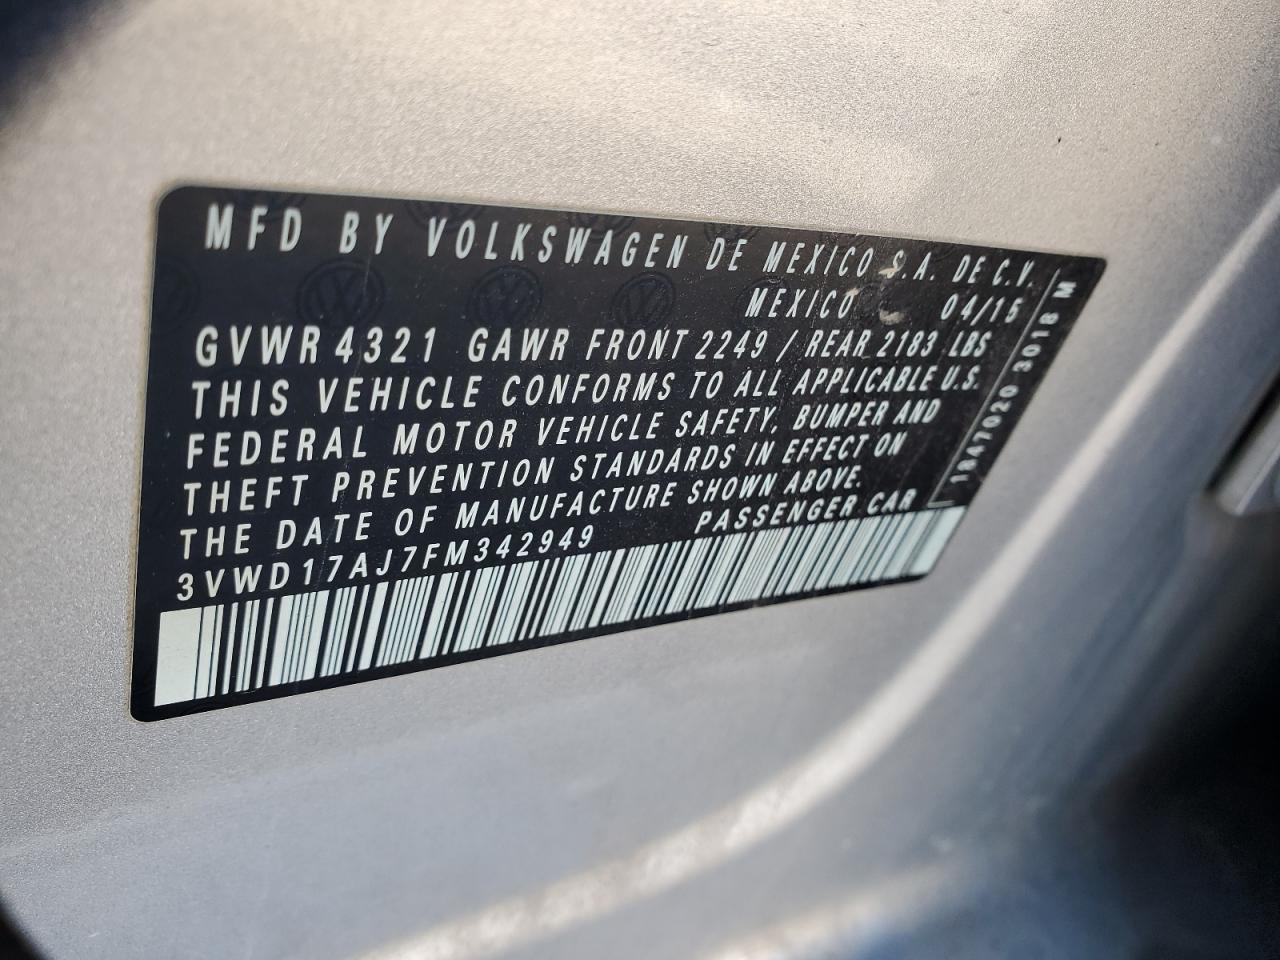 MFD BY VOLKSWAGEN DE MEXICO S.A. DE C.V.
MEXICO 04/15
GVWR 4321 GAWR FRONT 2249 / REAR 2183 LBS
THIS VEHICLE CONFORMS TO ALL APPLICABLE U.S.
FEDERAL MOTOR VEHICLE SAFETY, BUMPER AND
THEFT PREVENTION STANDARDS IN EFFECT ON
THE DATE OF MANUFACTURE SHOWN ABOVE.
3VWD17AJ7FM342949 PASSENGER CAR
1847020 3018 M